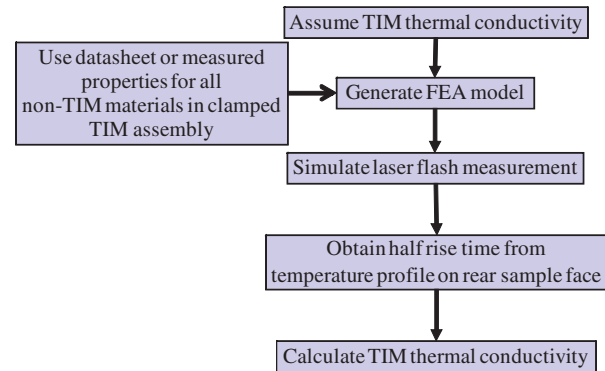 Assume TIM thermal conductivity
Use datasheet or measured
properties for all
non-TIM materials in clamped
TIM assembly
Generate FEA model
Simulate laser flash measurement
Obtain half rise time from
temperature profile on rear sample face
Calculate TIM thermal conductivity